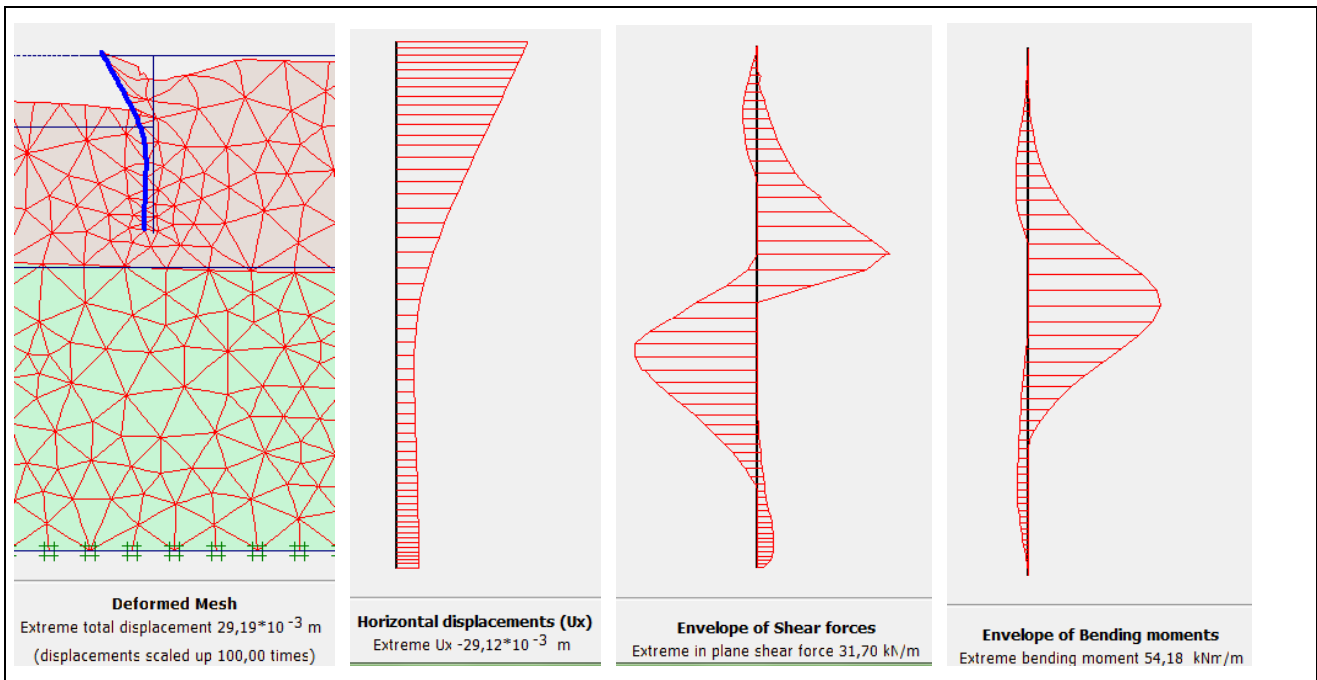 Deformed Mesh
Extreme total displacement 29,19*10 -3 m
(displacements scaled up 100,00 times)
Horizontal displacements (Ux)
Extreme Ux -29,12*10 -3 m
Envelope of Shear forces
Extreme in plane shear force 31,70 kN/m
Envelope of Bending moments
Extreme bending moment 54,18 kNm/m